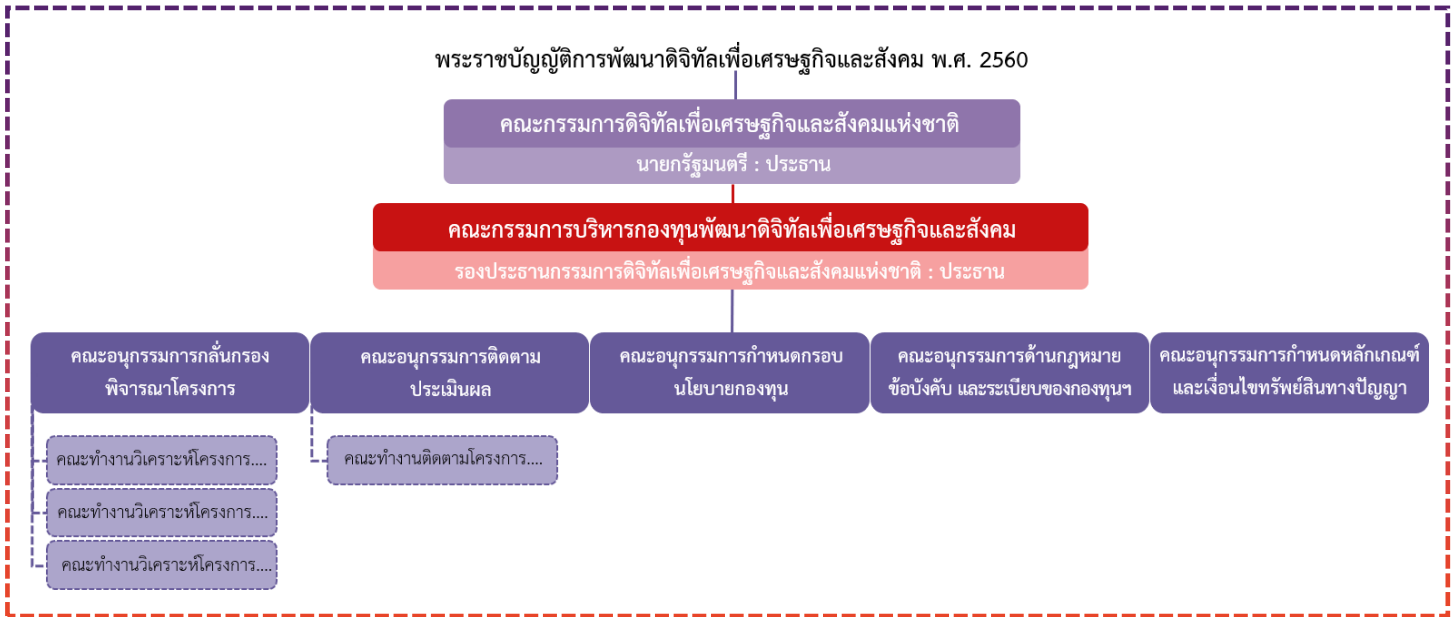 พระราชบัญญัติการพัฒนาดิจิทัลเพื่อเศรษฐกิจและสังคม พ.ศ. 2560
คณะกรรมการดิจิทัลเพื่อเศรษฐกิจและสังคมแห่งชาติ
นายกรัฐมนตรี : ประธาน
คณะกรรมการบริหารกองทุนพัฒนาดิจิทัลเพื่อเศรษฐกิจและสังคม
รองประธานกรรมการดิจิทัลเพื่อเศรษฐกิจและสังคมแห่งชาติ : ประธาน
คณะอนุกรรมการกลั่นกรอง
พิจารณาโครงการ
คณะอนุกรรมการติดตาม
ประเมินผล
คณะอนุกรรมการกำหนดกรอบ
นโยบายกองทุน
คณะอนุกรรมการด้านกฎหมาย
ข้อบังคับ และระเบียบของกองทุนฯ
คณะอนุกรรมการกำหนดหลักเกณฑ์
และเงื่อนไขทรัพย์สินทางปัญญา
คณะทำงานวิเคราะห์โครงการ....
คณะทำงานวิเคราะห์โครงการ....
คณะทำงานวิเคราะห์โครงการ....
คณะทำงานติดตามโครงการ....